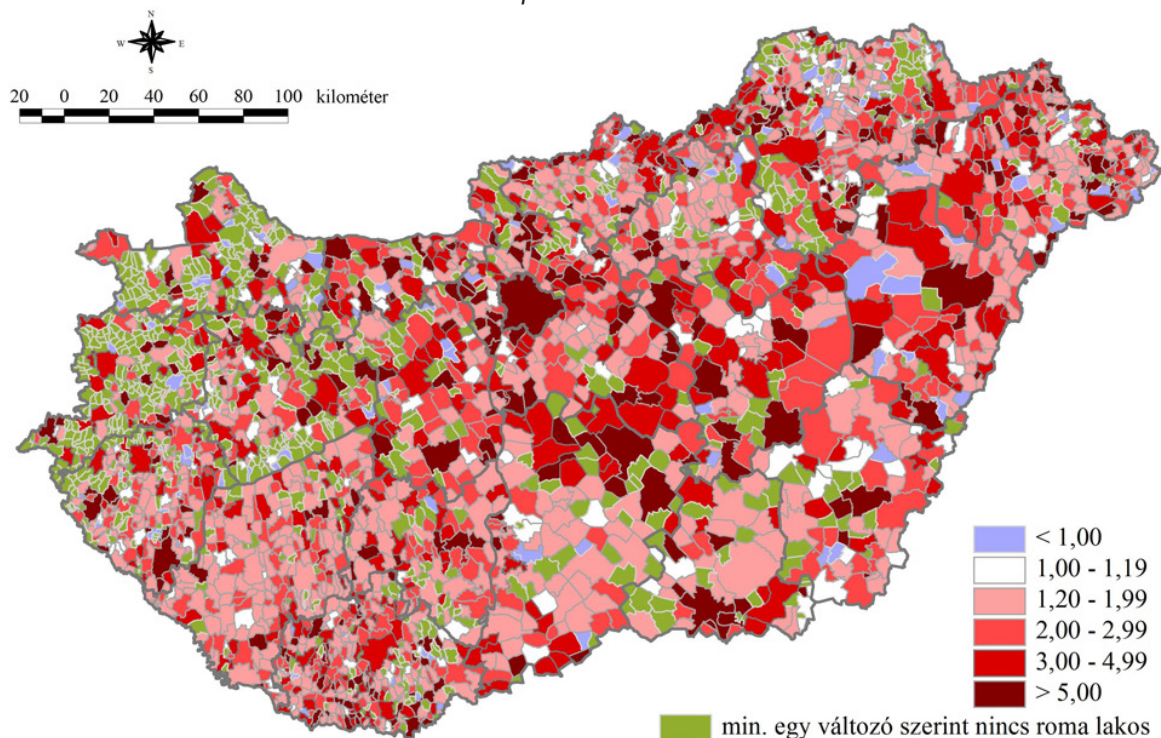 N
W E
S
20 0 20 40 60 80 100 kilométer
< 1,00
1,00 - 1,19
1,20 - 1,99
2,00 - 2,99
3,00 - 4,99
> 5,00
min. egy változó szerint nincs roma lakos